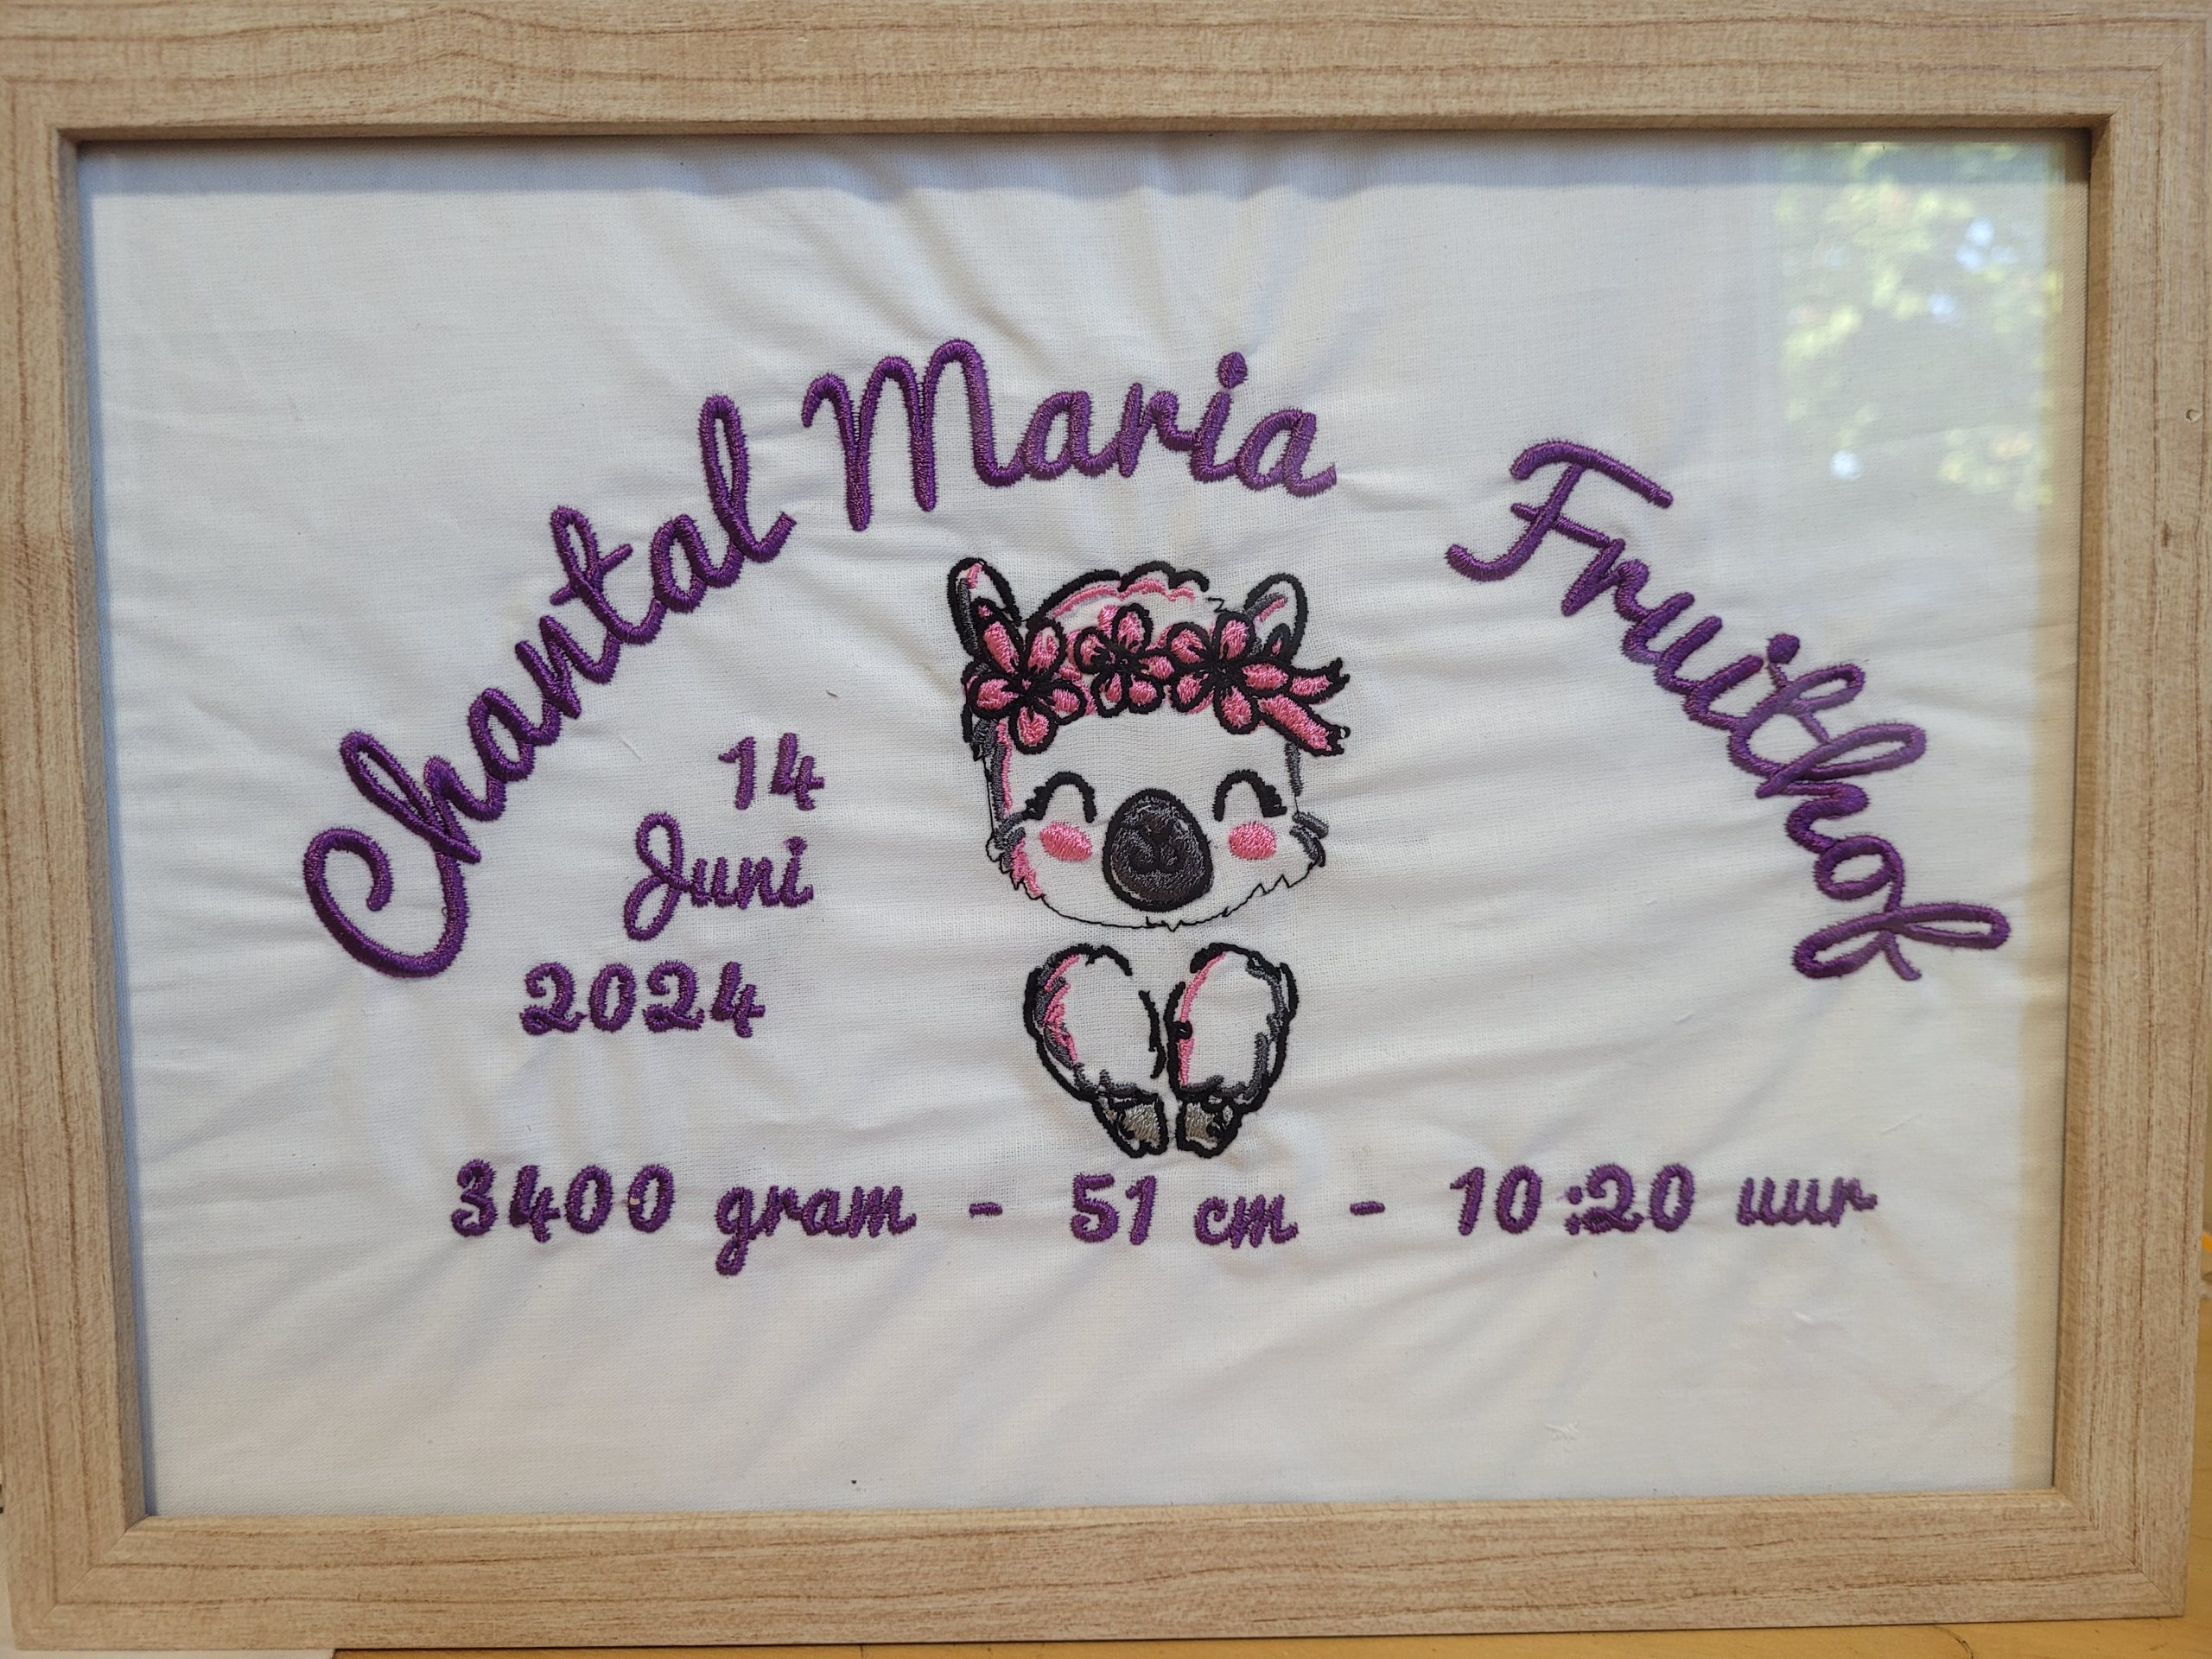 Chantal Maria Fruithof
14
Juni
2024
3400 gram - 51 cm - 10:20 uur